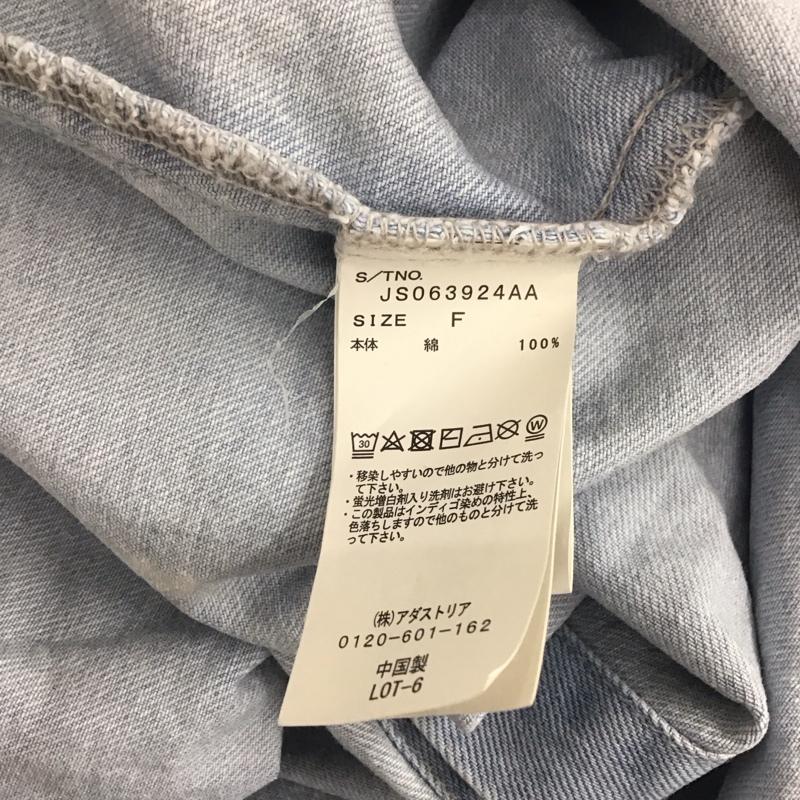 S/TNO.
JS063924AA
SIZE F
本体 綿 100%
30 W
・移染しやすいので他の物と分けて洗っ
て下さい。
・蛍光増白剤入り洗剤はお避け下さい。
・この製品はインディゴ染めの特性上、
色落ちしますので他のものと分けて洗
って下さい。
(株)アダストリア
0120-601-162
中国製
LOT-6